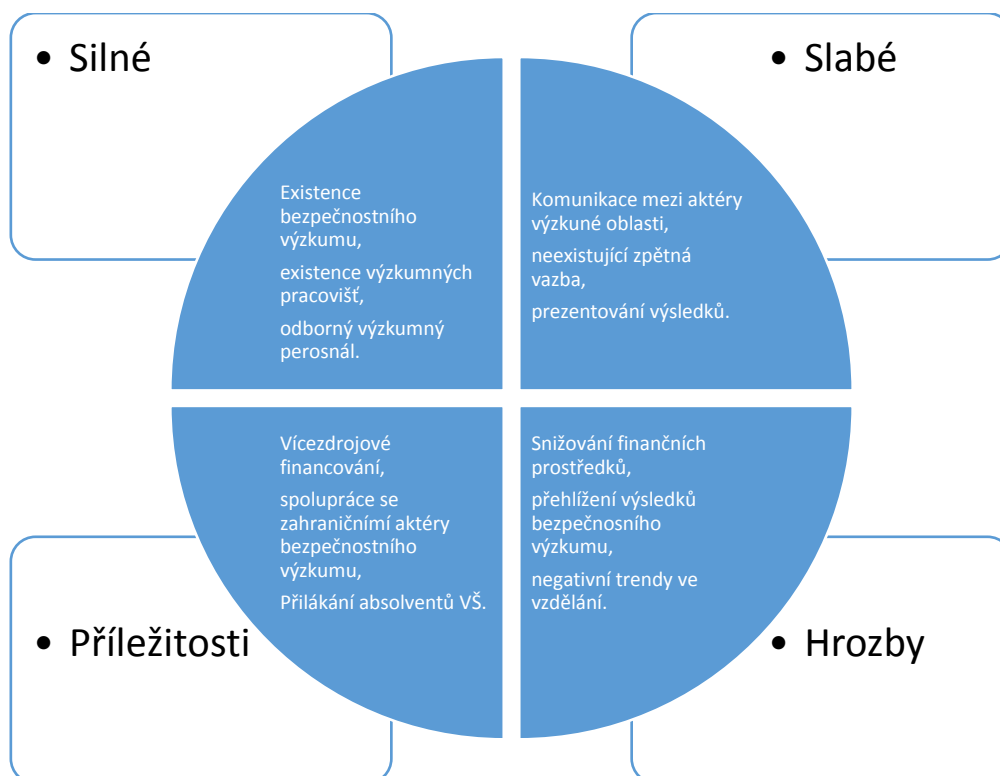 • Silné
Existence
bezpečnostního
výzkumu,
existence výzkumných
pracovišť,
odborný výzkumný
perosnál.
• Slabé
Komunikace mezi aktéry
výzkuné oblasti,
neexistující zpětná
vazba,
prezentování výsledků.
Vícezdrojové
financování,
spolupráce se
zahraničnímí aktéry
bezpečnostního
výzkumu,
Přilákání absolventů VŠ.
• Příležitosti
Snižování finančních
prostředků,
přehlížení výsledků
bezpečnosního
výzkumu,
negativní trendy ve
vzdělání.
• Hrozby